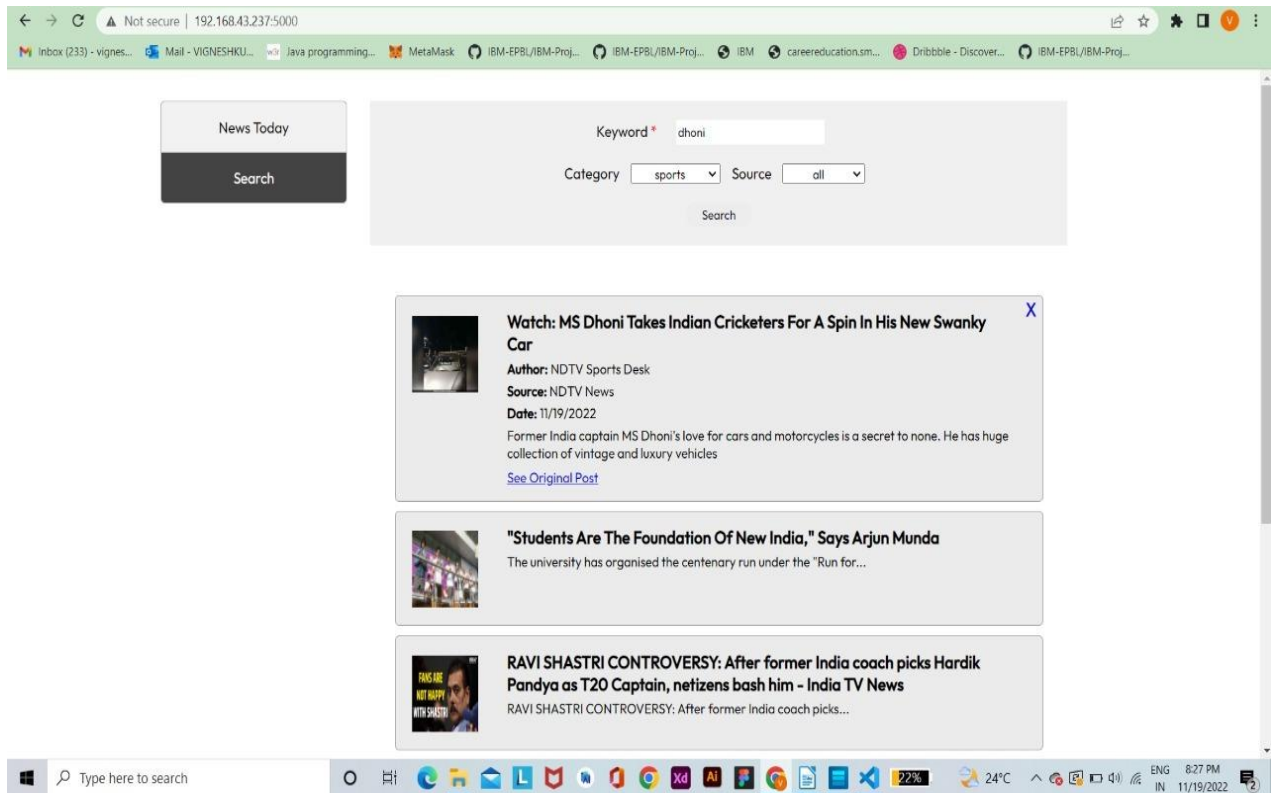 Not secure | 192.168.43.237:5000
V
Inbox (233) - vignes... Mail - VIGNESHKU... Java programming... MetaMask IBM-EPBL/IBM-Proj... IBM-EPBL/IBM-Proj... IBM careereducation.sm... Dribbble - Discover... IBM-EPBL/IBM-Proj...
News Today
Search
Keyword * dhoni
Category sports Source all
Search
X
Watch: MS Dhoni Takes Indian Cricketers For A Spin In His New Swanky
Car
Author: NDTV Sports Desk
Source: NDTV News
Date: 11/19/2022
Former India captain MS Dhoni's love for cars and motorcycles is a secret to none. He has huge
collection of vintage and luxury vehicles
See Original Post
"Students Are The Foundation Of New India," Says Arjun Munda
The university has organised the centenary run under the "Run for...
FANS ARE
NOT HAPPY
WITH SHASTRI
RAVI SHASTRI CONTROVERSY: After former India coach picks Hardik
Pandya as T20 Captain, netizens bash him - India TV News
RAVI SHASTRI CONTROVERSY: After former India coach picks...
Type here to search
L
Xd
Ai
22%
24°C
ENG
IN
8:27 PM
11/19/2022
2